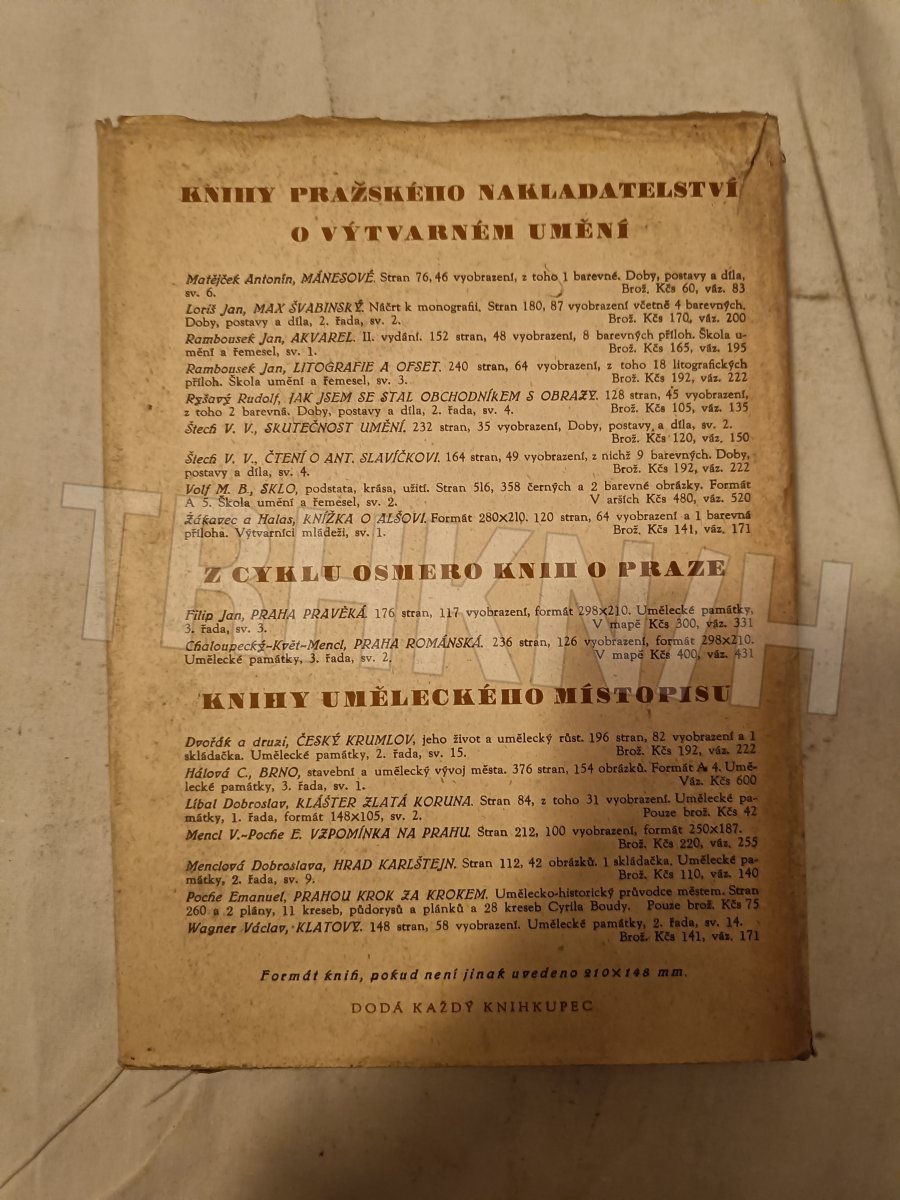 KNIHY PRAŽSKÉHO NAKLADATELSTVÍ
O VÝTVARNÉM UMĚNÍ
Matějček Antonín, MÁNESOVÉ. Stran 76, 46 vyobrazení, z toho 1 barevné. Doby, postavy a díla,
sv. 6. Brož. Kčs 60, váz. 83
Loriš Jan, MAX ŠVABINSKÝ. Náčrt k monografii. Stran 180, 87 vyobrazení včetně 4 barevných.
Doby, postavy a díla, 2. řada, sv. 2. Brož. Kčs 170, váz. 200
Rambousek Jan, AKVAREL. II. vydání. 152 stran, 48 vyobrazení, 8 barevných příloh. Škola u-
mění a řemesel, sv. 1. Brož. Kčs 165, váz. 195
Rambousek Jan, LITOGRAFIE A OFSET. 240 stran, 64 vyobrazení, z toho 18 litografických
příloh. Škola umění a řemesel, sv. 3. Brož. Kčs 192, váz. 222
Ryšavý Rudolf, JAK JSEM SE STAL OBCHODNÍKEM S OBRAZY. 128 stran, 45 vyobrazení,
z toho 2 barevná. Doby, postavy a díla, 2. řada, sv. 4. Brož. Kčs 105, váz. 135
Štech V. V., SKUTEČNOST UMĚNÍ. 232 stran, 35 vyobrazení, Doby, postavy a díla, sv. 2.
Brož. Kčs 120, váz. 150
Štech V. V., ČTENÍ O ANT. SLAVÍČKOVI. 164 stran, 49 vyobrazení, z nichž 9 barevných. Doby,
postavy a díla, sv. 4. Brož. Kčs 192, váz. 222
Volf M. B., SKLO, podstata, krása, užití. Stran 516, 358 černých a 2 barevné obrázky. Formát
A 5. Škola umění a řemesel, sv. 2. V arších Kčs 480, váz. 520
Žákavec a Halas, KNÍŽKA O ALŠOVI. Formát 280×210. 120 stran, 64 vyobrazení a 1 barevná
příloha. Výtvarníci mládeži, sv. 1. Brož. Kčs 141, váz. 171
Z CYKLU OSMERO KNIH O PRAZE
Filip Jan, PRAHA PRAVĚKÁ. 176 stran, 117 vyobrazení, formát 298×210. Umělecké památky,
3. řada, sv. 3. V mapě Kčs 300, váz. 331
Chaloupecký-Květ-Mencl, PRAHA ROMÁNSKÁ. 236 stran, 126 vyobrazení, formát 298×210.
Umělecké památky, 3. řada, sv. 2. V mapě Kčs 400, váz. 431
KNIHY UMĚLECKÉHO MÍSTOPISU
Dvořák a druzi, ČESKÝ KRUMLOV, jeho život a umělecký růst. 196 stran, 82 vyobrazení a 1
skládačka. Umělecké památky, 2. řada, sv. 15. Brož. Kčs 192, váz. 222
Hálová C., BRNO, stavební a umělecký vývoj města. 376 stran, 154 obrázků. Formát A 4. Umě-
lecké památky, 3. řada, sv. 1. Váz. Kčs 600
Líbal Dobroslav, KLÁŠTER ZLATÁ KORUNA. Stran 84, z toho 31 vyobrazení. Umělecké pa-
mátky, 1. řada, formát 148×105, sv. 2. Pouze brož. Kčs 42
Mencl V.-Poche E. VZPOMÍNKA NA PRAHU. Stran 212, 100 vyobrazení, formát 250×187.
Brož. Kčs 220, váz. 255
Menclová Dobroslava, HRAD KARLŠTEJN. Stran 112, 42 obrázků. 1 skládačka. Umělecké pa-
mátky, 2. řada, sv. 9. Brož. Kčs 110, váz. 140
Poche Emanuel, PRAHOU KROK ZA KROKEM. Umělecko-historický průvodce městem. Stran
260 a 2 plány, 11 kreseb, půdorysů a plánků a 28 kreseb Cyrila Boudy. Pouze brož. Kčs 75
Wagner Václav, KLATOVY. 148 stran, 58 vyobrazení. Umělecké památky, 2. řada, sv. 14.
Brož. Kčs 141, váz. 171
Formát knih, pokud není jinak uvedeno 210×148 mm.
DODÁ KAŽDÝ KNIHKUPEC